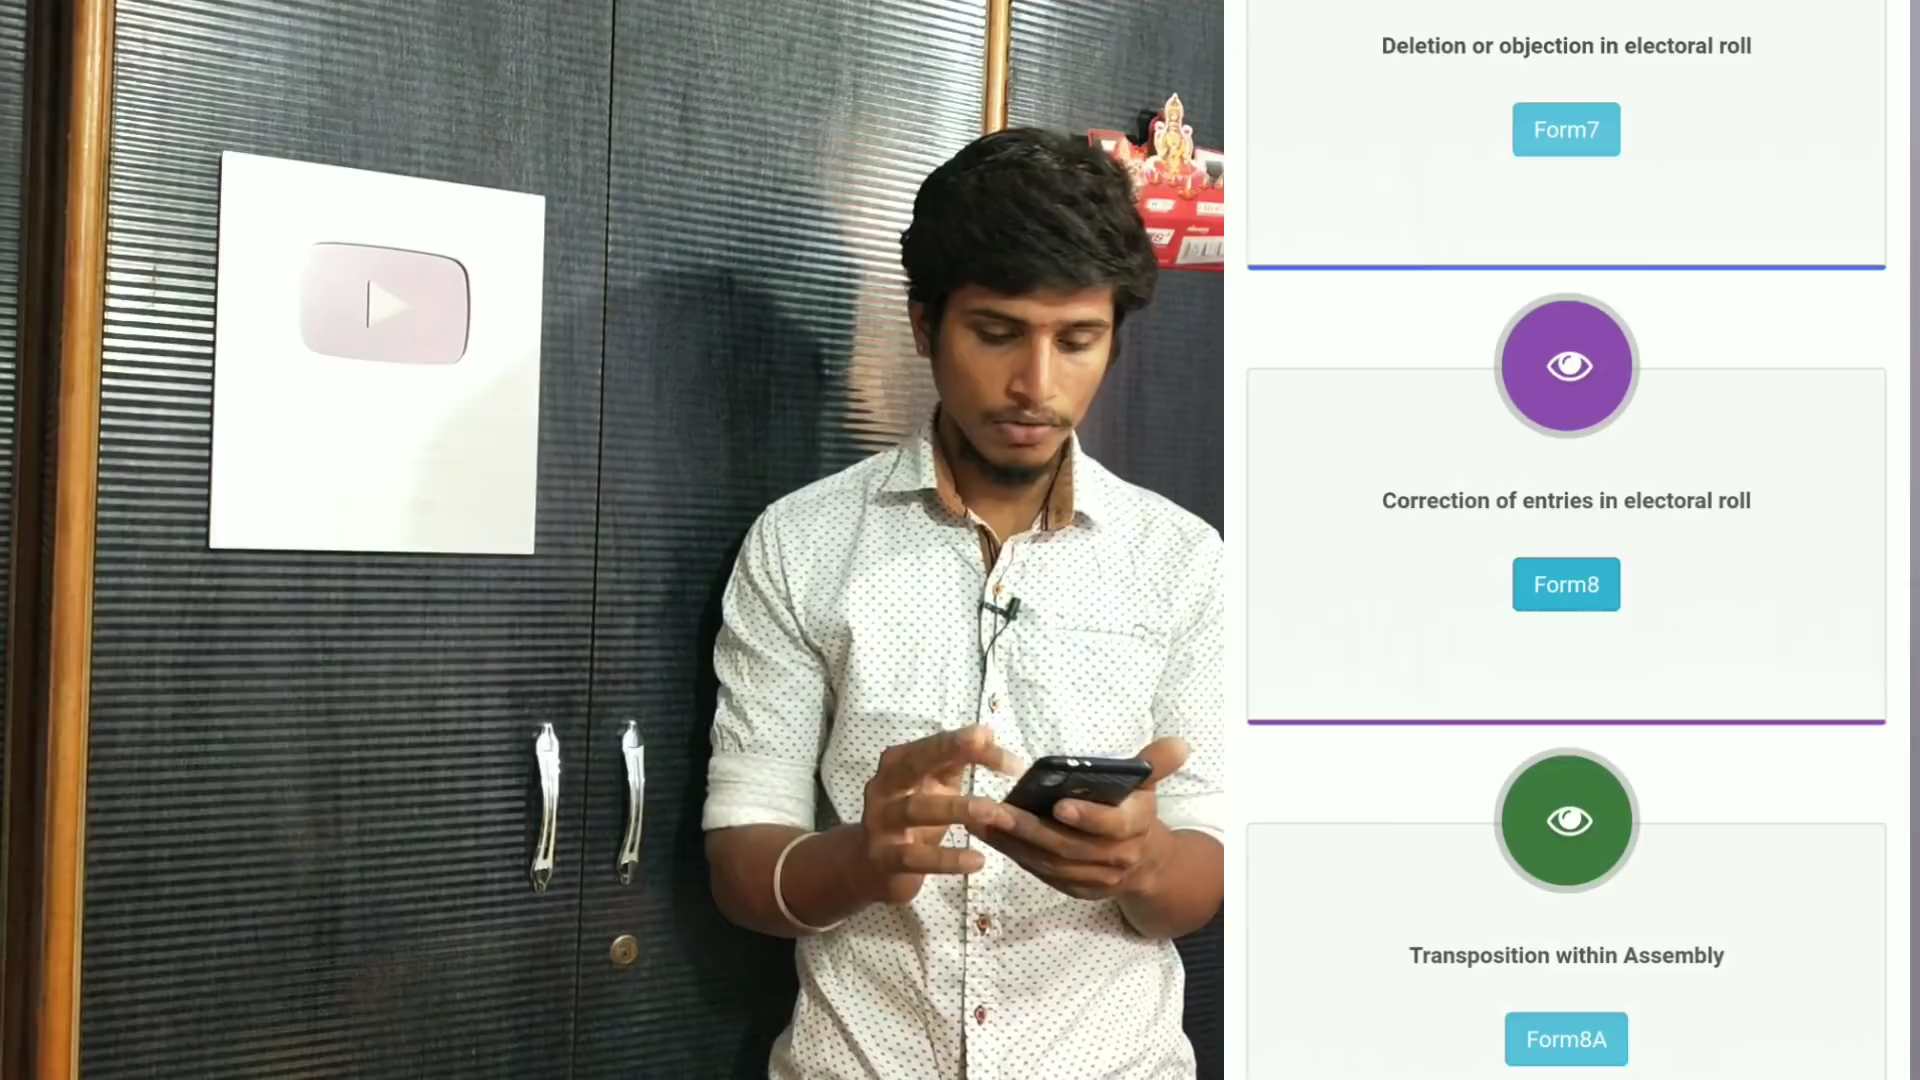 Deletion or objection in electoral roll
Form7
Correction of entries in electoral roll
Form8
Transposition within Assembly
Form8A